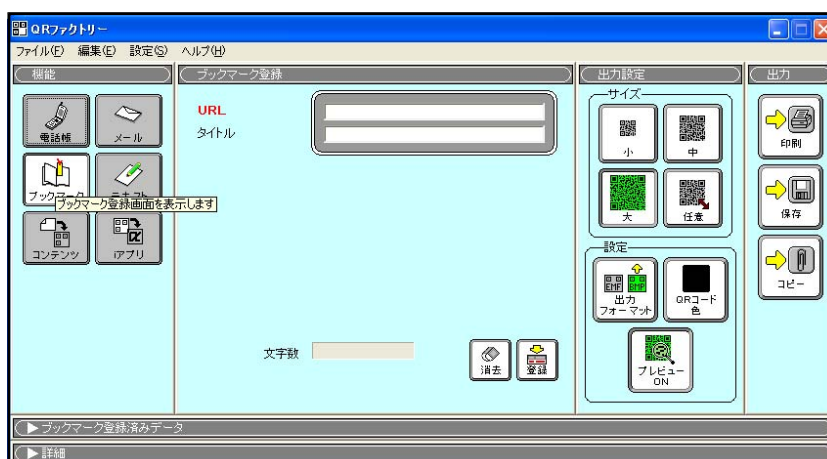 QRファクトリー
ファイル(F) 編集(E) 設定(S) ヘルプ(H)
機能
ブックマーク登録
出力設定
出力
電話帳
メール
ブックマーク
テキスト
ブックマーク登録画面を表示します
コンテンツ
iアプリ
URL
タイトル
文字数
消去
登録
サイズ
小
中
大
任意
設定
EMF BMP
出力
フォーマット
QRコード
色
プレビュー
ON
印刷
保存
コピー
ブックマーク登録済みデータ
詳細